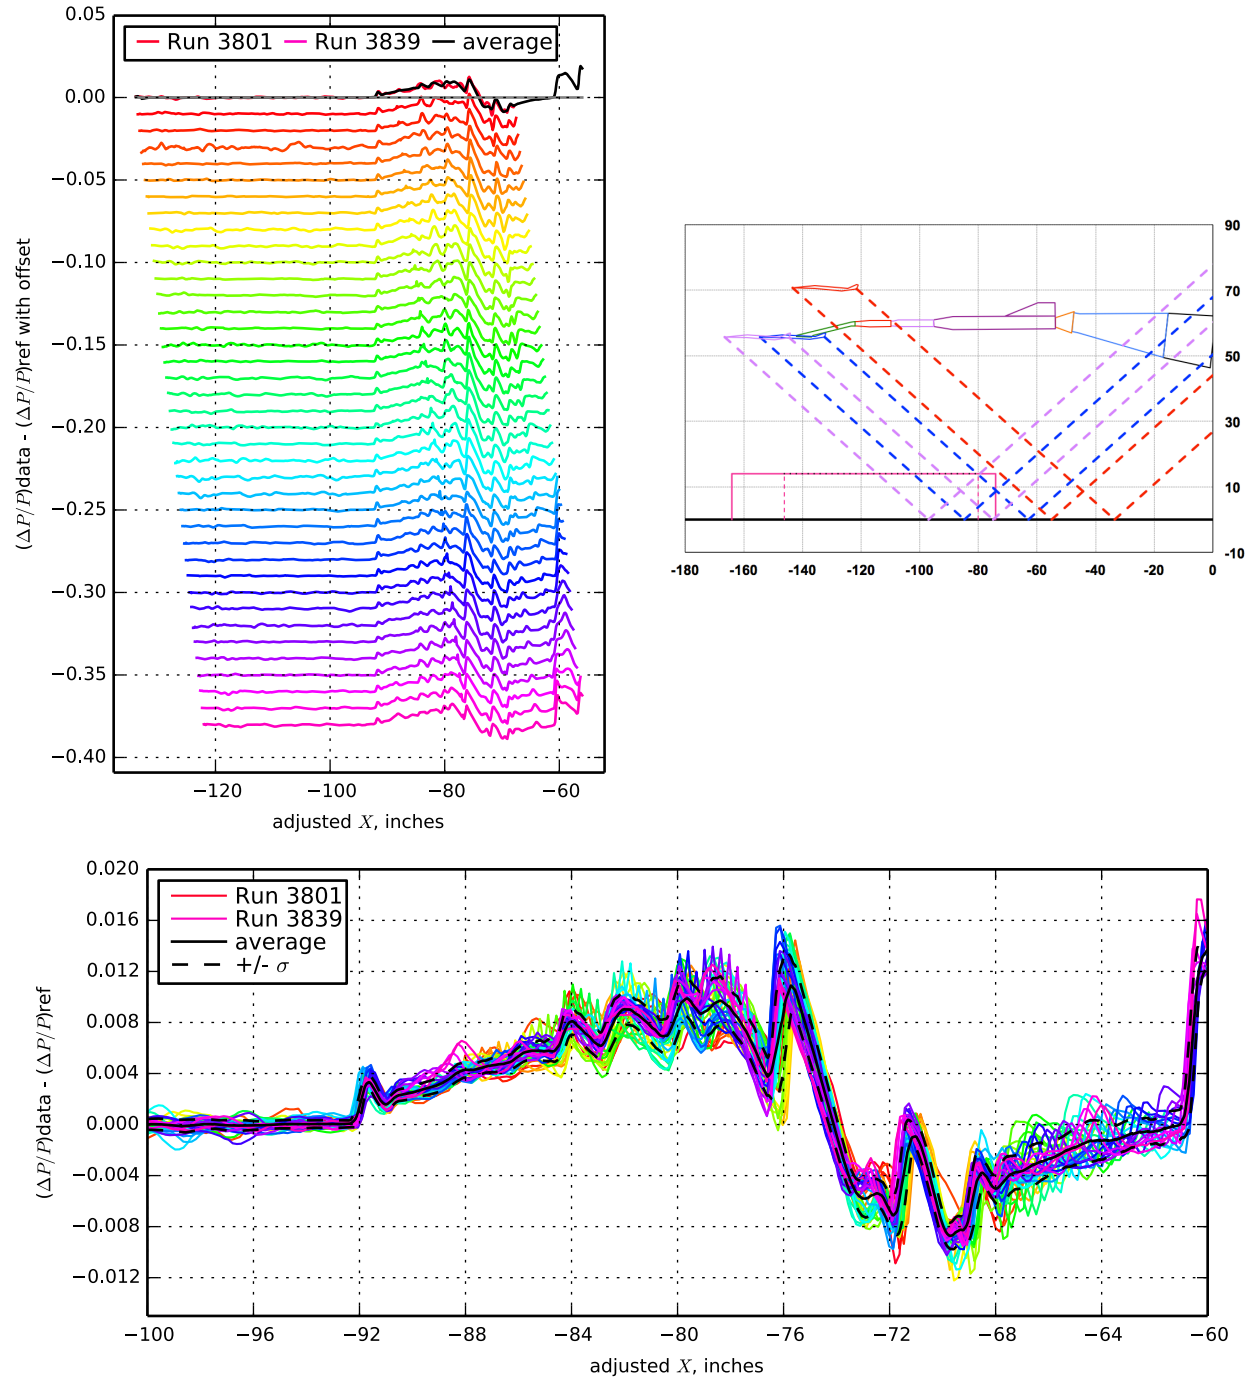 0.05
Run 3801 Run 3839 average
0.00
−0.05
−0.10
−0.15
−0.20
−0.25
−0.30
−0.35
−0.40
(ΔP/P)data - (ΔP/P)ref with offset
−120 −100 −80 −60
adjusted X, inches
90
70
50
30
10
-10
-180 -160 -140 -120 -100 -80 -60 -40 -20 0
0.020
0.016
0.012
0.008
0.004
0.000
−0.004
−0.008
−0.012
(ΔP/P)data - (ΔP/P)ref
Run 3801
Run 3839
average
+/- σ
−100 −96 −92 −88 −84 −80 −76 −72 −68 −64 −60
adjusted X, inches